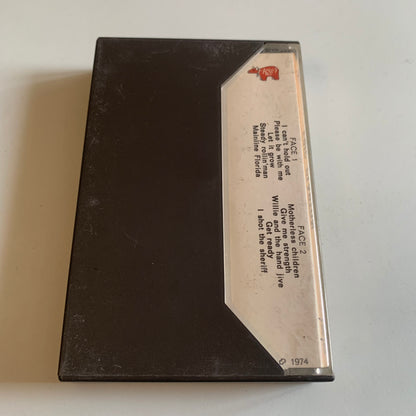 RSO
FACE 1
I can't hold out
Please be with me
Let it grow
Steady rollin'man
Mainline Florida
FACE 2
Motherless children
Give me strength
Willie and the hand jive
Get ready
I shot the sheriff
℗ 1974